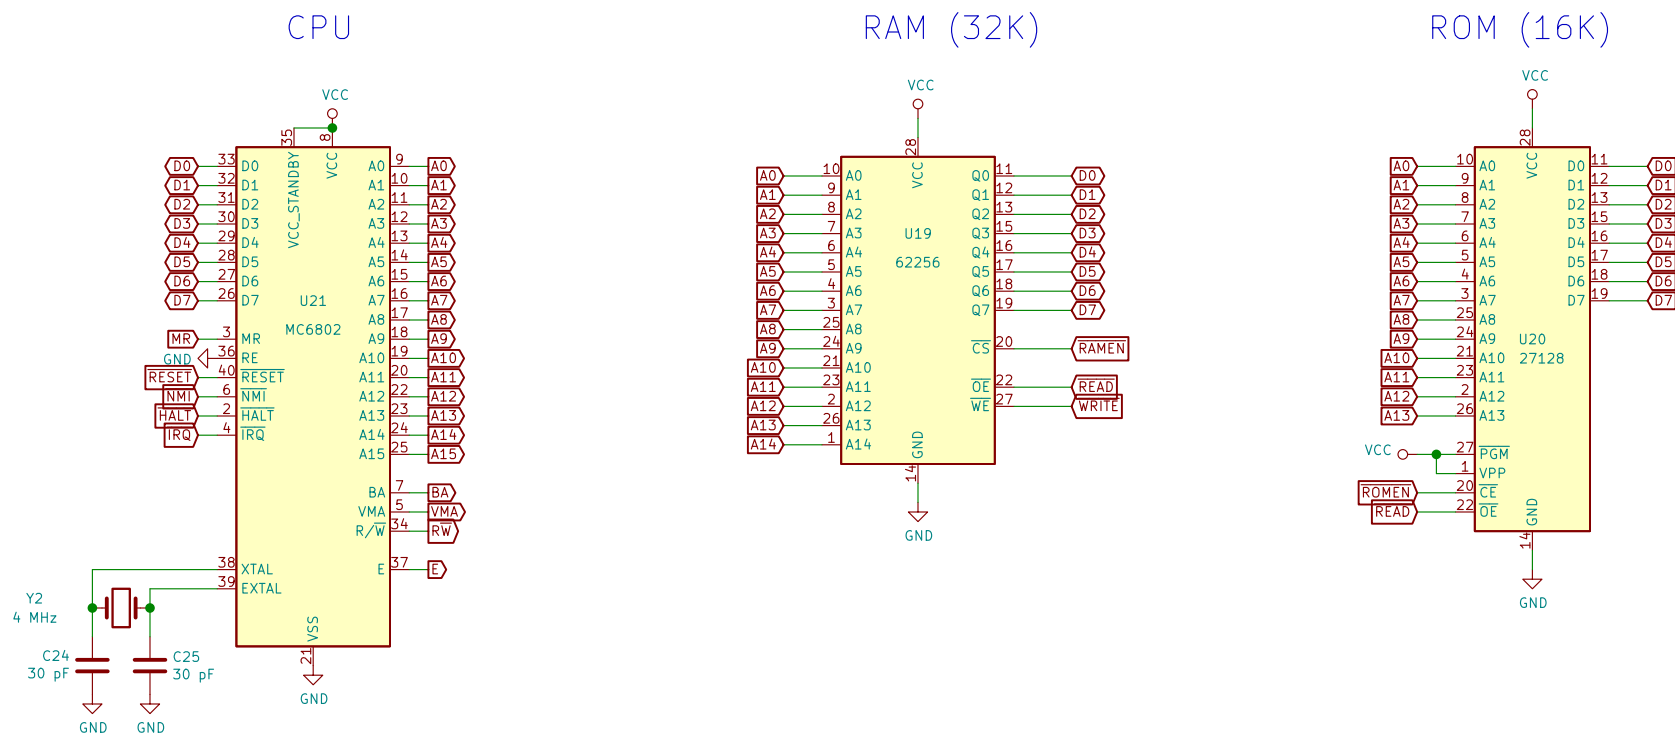 CPU
RAM (32K)
ROM (16K)
VCC
35
8
VCC_STANDBY
VCC
D0 33 D0
D1 32 D1
D2 31 D2
D3 30 D3
D4 29 D4
D5 28 D5
D6 27 D6
D7 26 D7
MR 3 MR
GND 36 RE
RESET 40 RESET
NMI 6 NMI
HALT 2 HALT
IRQ 4 IRQ
U21
MC6802
A0 9 A0
A1 10 A1
A2 11 A2
A3 12 A3
A4 13 A4
A5 14 A5
A6 15 A6
A7 16 A7
A8 17 A8
A9 18 A9
A10 19 A10
A11 20 A11
A12 22 A12
A13 23 A13
A14 24 A14
A15 25 A15
BA 7 BA
VMA 5 VMA
R/W 34 RW
E 37 E
38 XTAL
39 EXTAL
Y2
4 MHz
C24
30 pF
C25
30 pF
GND
GND
VSS
21
GND
VCC
28
VCC
A0 10 A0
A1 9 A1
A2 8 A2
A3 7 A3
A4 6 A4
A5 5 A5
A6 4 A6
A7 3 A7
A8 25 A8
A9 24 A9
A10 21 A10
A11 23 A11
A12 2 A12
A13 26 A13
A14 1 A14
U19
62256
Q0 11 D0
Q1 12 D1
Q2 13 D2
Q3 15 D3
Q4 16 D4
Q5 17 D5
Q6 18 D6
Q7 19 D7
CS 20 RAMEN
OE 22 READ
WE 27 WRITE
GND
14
GND
VCC
28
VCC
A0 10 A0
A1 9 A1
A2 8 A2
A3 7 A3
A4 6 A4
A5 5 A5
A6 4 A6
A7 3 A7
A8 25 A8
A9 24 A9
A10 21 A10
A11 23 A11
A12 2 A12
A13 26 A13
VCC 27 PGM
1 VPP
ROMEN 20 CE
READ 22 OE
U20
27128
D0 11 D0
D1 12 D1
D2 13 D2
D3 15 D3
D4 16 D4
D5 17 D5
D6 18 D6
D7 19 D7
GND
14
GND